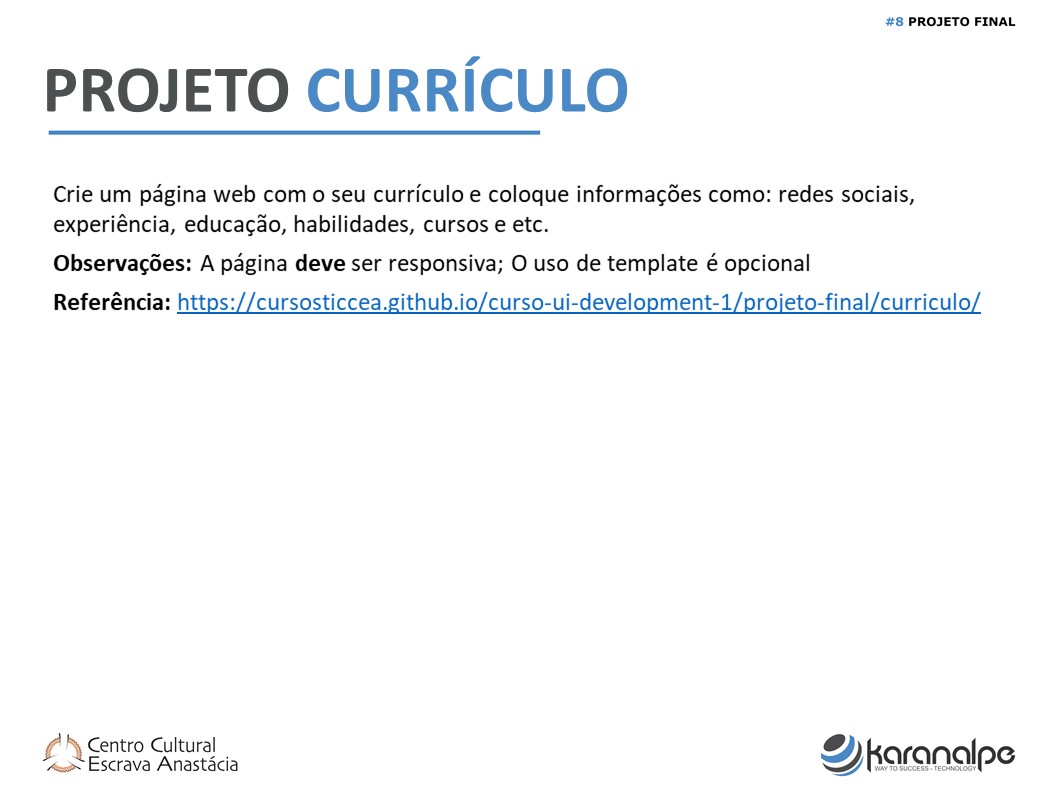 #8 PROJETO FINAL
PROJETO CURRÍCULO
Crie um página web com o seu currículo e coloque informações como: redes sociais,
experiência, educação, habilidades, cursos e etc.
Observações: A página deve ser responsiva; O uso de template é opcional
Referência: https://cursosticcea.github.io/curso-ui-development-1/projeto-final/curriculo/
Centro Cultural
Escrava Anastácia
karanalpe
WAY TO SUCCESS - TECHNOLOGY